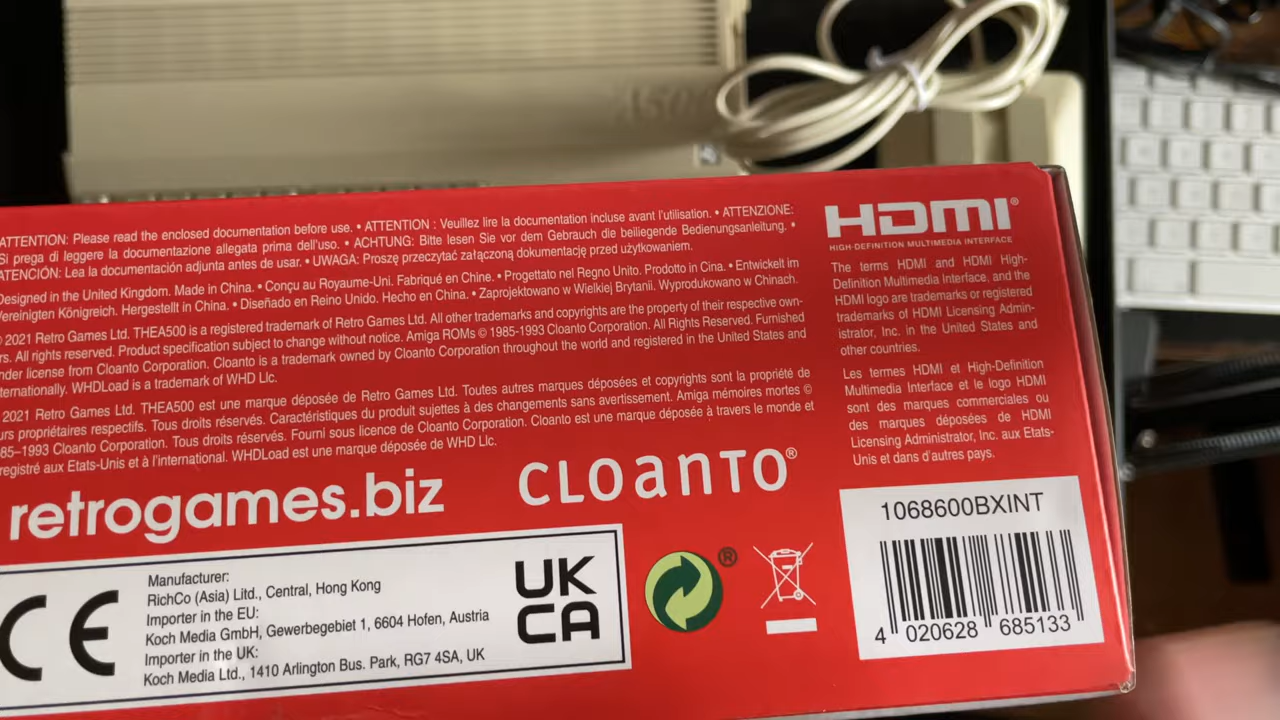 A500
ATTENTION: Please read the enclosed documentation before use. • ATTENTION : Veuillez lire la documentation incluse avant l'utilisation. • ATTENZIONE:
Si prega di leggere la documentazione allegata prima dell'uso. • ACHTUNG: Bitte lesen Sie vor dem Gebrauch die beiliegende Bedienungsanleitung. •
ATENCIÓN: Lea la documentación adjunta antes de usar. • UWAGA: Proszę przeczytać załączoną dokumentację przed użytkowaniem.
Designed in the United Kingdom. Made in China. • Conçu au Royaume-Uni. Fabriqué en Chine. • Progettato nel Regno Unito. Prodotto in Cina. • Entwickelt im
Vereinigten Königreich. Hergestellt in China. • Diseñado en Reino Unido. Hecho en China. • Zaprojektowano w Wielkiej Brytanii. Wyprodukowano w Chinach.
© 2021 Retro Games Ltd. THEA500 is a registered trademark of Retro Games Ltd. All other trademarks and copyrights are the property of their respective own-
rs. All rights reserved. Product specification subject to change without notice. Amiga ROMs © 1985-1993 Cloanto Corporation. All Rights Reserved. Furnished
nder license from Cloanto Corporation. Cloanto is a trademark owned by Cloanto Corporation throughout the world and registered in the United States and
ternationally. WHDLoad is a trademark of WHD Llc.
2021 Retro Games Ltd. THEA500 est une marque déposée de Retro Games Ltd. Toutes autres marques déposées et copyrights sont la propriété de
urs propriétaires respectifs. Tous droits réservés. Caractéristiques du produit sujettes à des changements sans avertissement. Amiga mémoires mortes ©
85–1993 Cloanto Corporation. Tous droits réservés. Fourni sous licence de Cloanto Corporation. Cloanto est une marque déposée à travers le monde et
registré aux Etats-Unis et à l'international. WHDLoad est une marque déposée de WHD Llc.
retrogames.biz
CLOANTO®
HDMI®
HIGH-DEFINITION MULTIMEDIA INTERFACE
The terms HDMI and HDMI High-
Definition Multimedia Interface, and the
HDMI logo are trademarks or registered
trademarks of HDMI Licensing Admin-
istrator, Inc. in the United States and
other countries.
Les termes HDMI et High-Definition
Multimedia Interface et le logo HDMI
sont des marques commerciales ou
des marques déposées de HDMI
Licensing Administrator, Inc. aux Etats-
Unis et dans d'autres pays.
CE
Manufacturer:
RichCo (Asia) Litd., Central, Hong Kong
Importer in the EU:
Koch Media GmbH, Gewerbegebiet 1, 6604 Hofen, Austria
Importer in the UK:
Koch Media Ltd., 1410 Arlington Bus. Park, RG7 4SA, UK
UK
CA
®
1068600BXINT
4 020628 685133